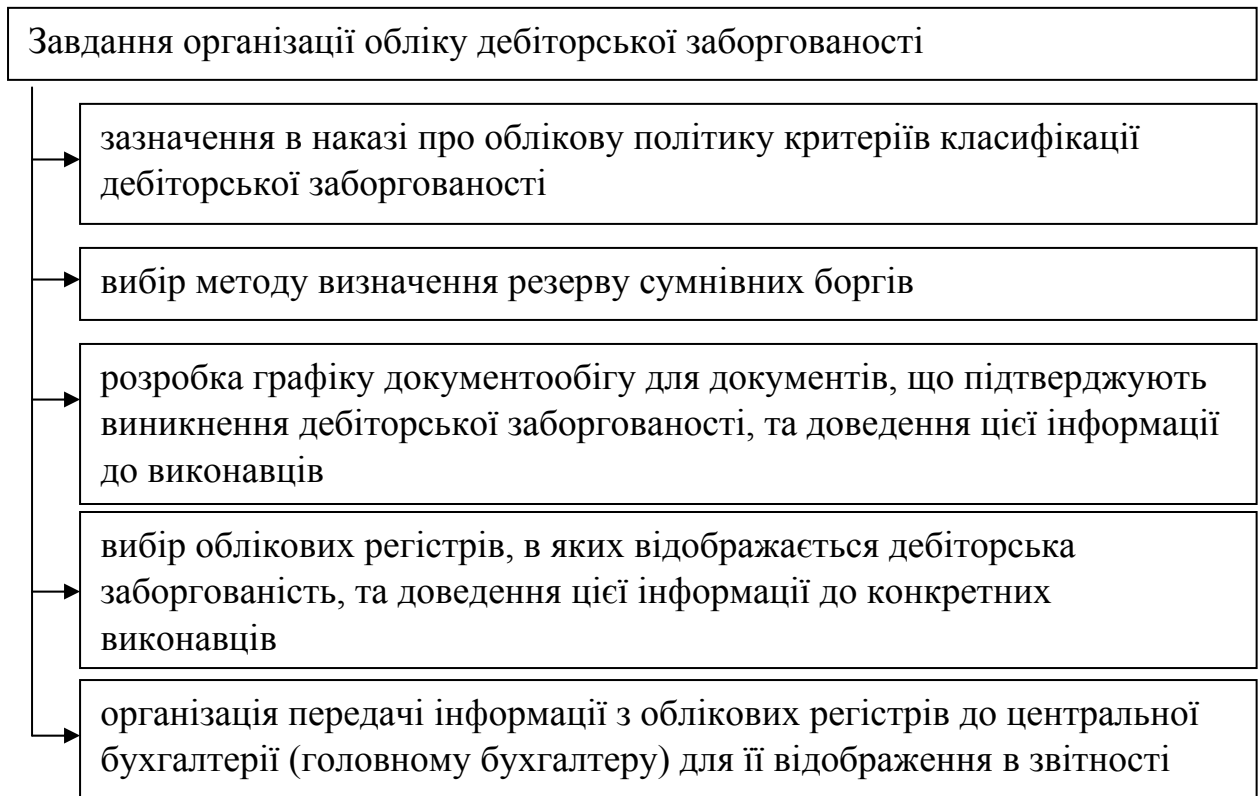 Завдання організації обліку дебіторської заборгованості
зазначення в наказі про облікову політику критеріїв класифікації
дебіторської заборгованості
вибір методу визначення резерву сумнівних боргів
розробка графіку документообігу для документів, що підтверджують
виникнення дебіторської заборгованості, та доведення цієї інформації
до виконавців
вибір облікових регістрів, в яких відображається дебіторська
заборгованість, та доведення цієї інформації до конкретних
виконавців
організація передачі інформації з облікових регістрів до центральної
бухгалтерії (головному бухгалтеру) для її відображення в звітності